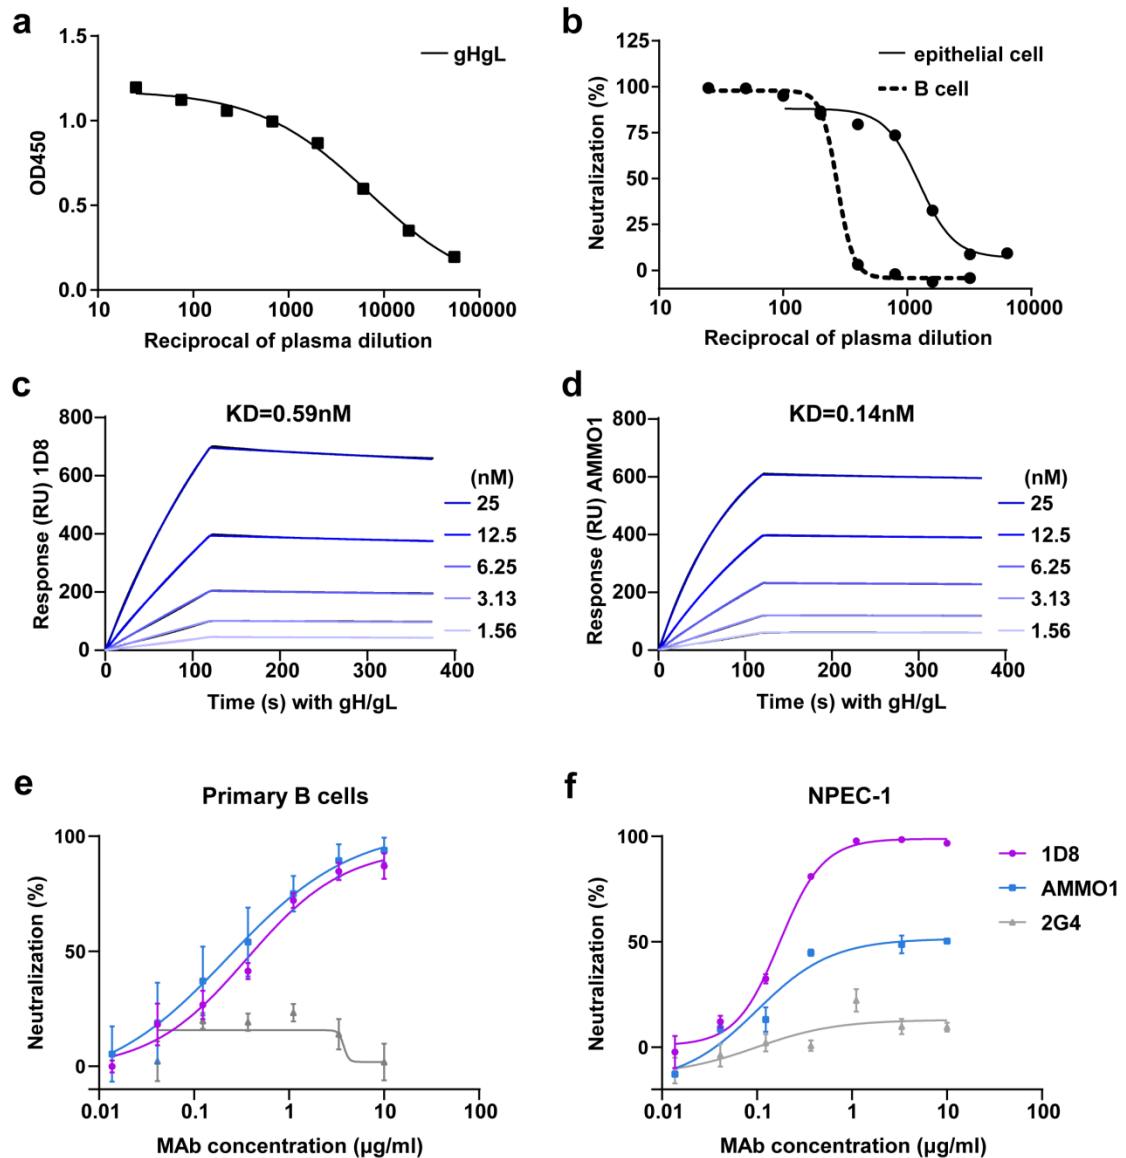 a
1.5
1.0
0.5
0.0
OD450
gHgL
10
100
1000
10000
100000
Reciprocal of plasma dilution
b
125
100
75
50
25
0
Neutralization (%)
epithelial cell
B cell
10
100
1000
10000
Reciprocal of plasma dilution
c
KD=0.59nM
800
600
400
200
0
Response (RU) 1D8
(nM)
25
12.5
6.25
3.13
1.56
0
100
200
300
400
Time (s) with gH/gL
d
KD=0.14nM
800
600
400
200
0
Response (RU) AMMO1
(nM)
25
12.5
6.25
3.13
1.56
0
100
200
300
400
Time (s) with gH/gL
e
Primary B cells
100
50
0
Neutralization (%)
0.01
0.1
1
10
100
MAb concentration (µg/ml)
f
NPEC-1
100
50
0
Neutralization (%)
1D8
AMMO1
2G4
0.01
0.1
1
10
100
MAb concentration (µg/ml)